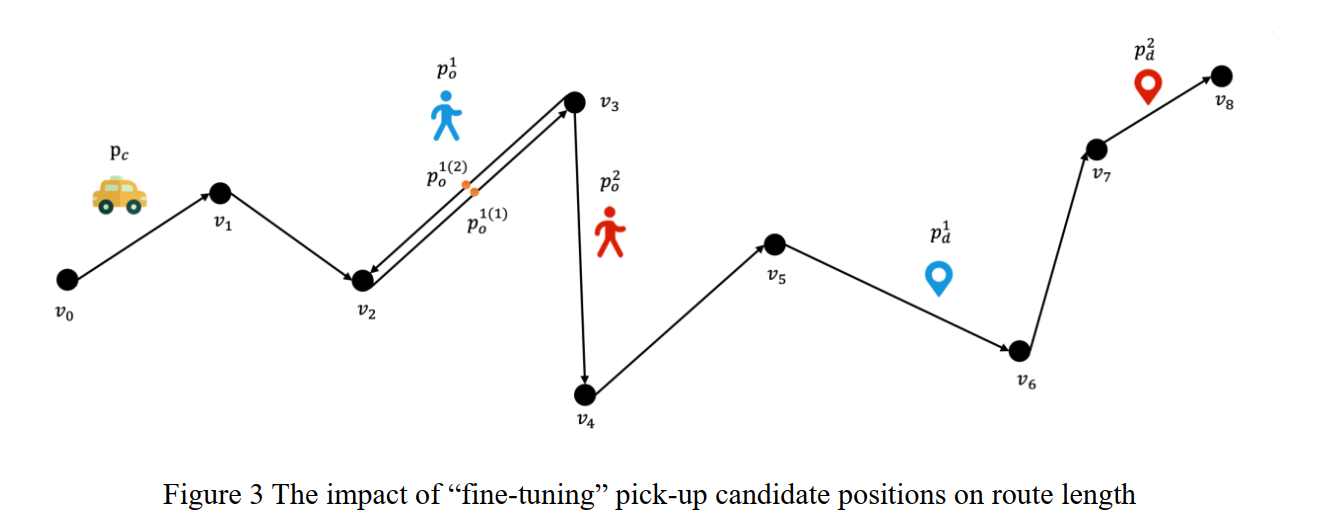 p_d^2
v_8
p_o^1
v_3
p_c
p_o^{1(2)}
p_o^2
v_7
p_o^{1(1)}
v_1
p_d^1
v_5
v_0
v_2
v_6
v_4
Figure 3 The impact of “fine-tuning” pick-up candidate positions on route length